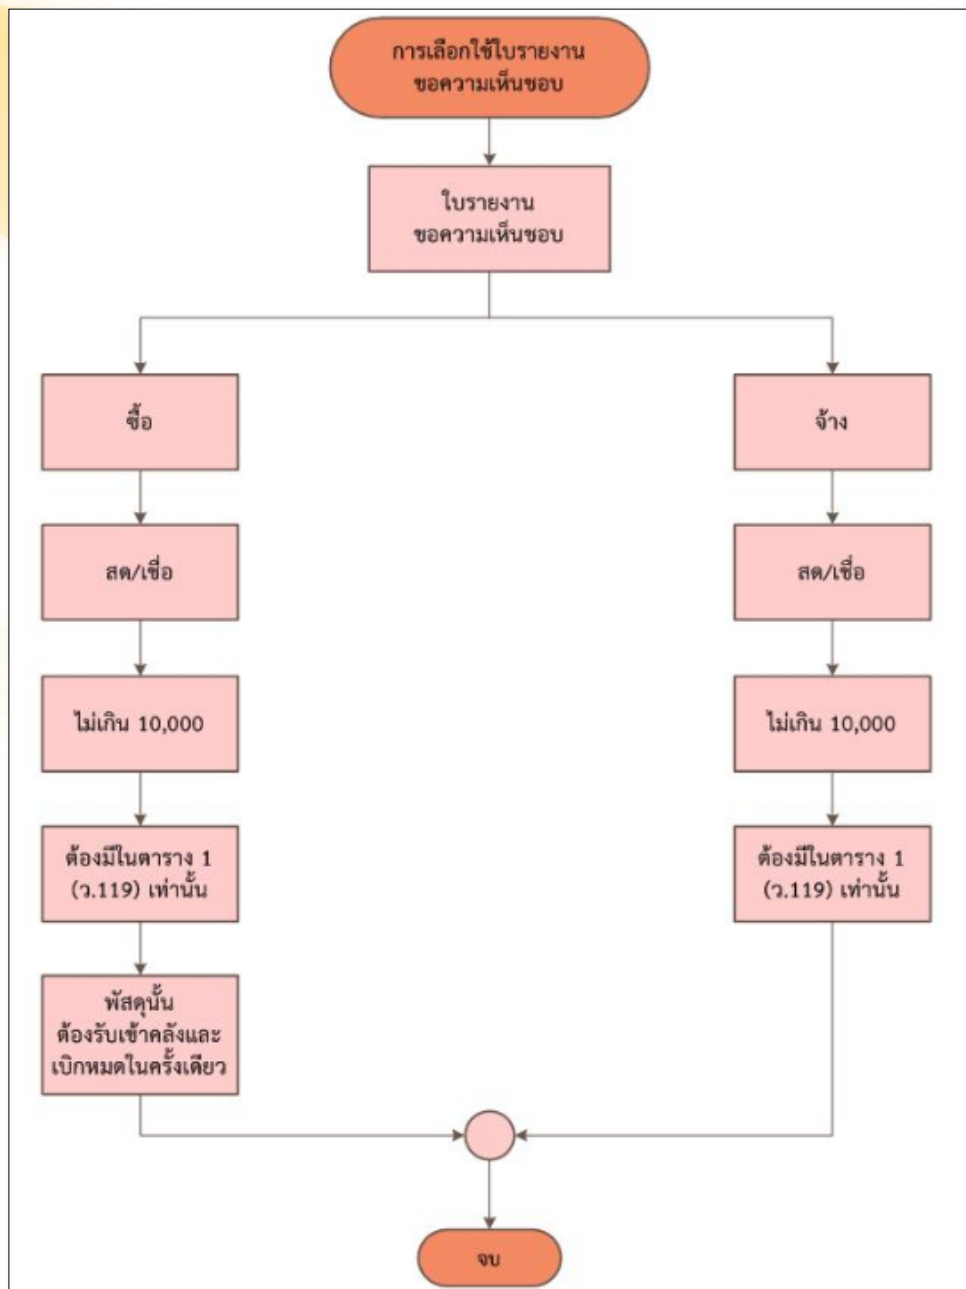 การเลือกใช้ใบรายงาน
ขอความเห็นชอบ
ใบรายงาน
ขอความเห็นชอบ
ซื้อ
จ้าง
สด/เชื่อ
สด/เชื่อ
ไม่เกิน 10,000
ไม่เกิน 10,000
ต้องมีในตาราง 1
(ว.119) เท่านั้น
ต้องมีในตาราง 1
(ว.119) เท่านั้น
พัสดุนั้น
ต้องรับเข้าคลังและ
เบิกหมดในครั้งเดียว
จบ